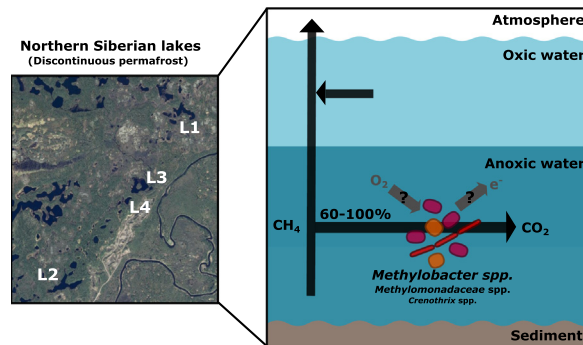 Northern Siberian lakes
(Discontinuous permafrost)
L1
L3
L4
L2
Atmosphere
Oxic water
Anoxic water
O₂
?
?
e⁻
CH₄
60-100%
CO₂
Methylobacter spp.
Methylomonadaceae spp.
Crenothrix spp.
Sediment